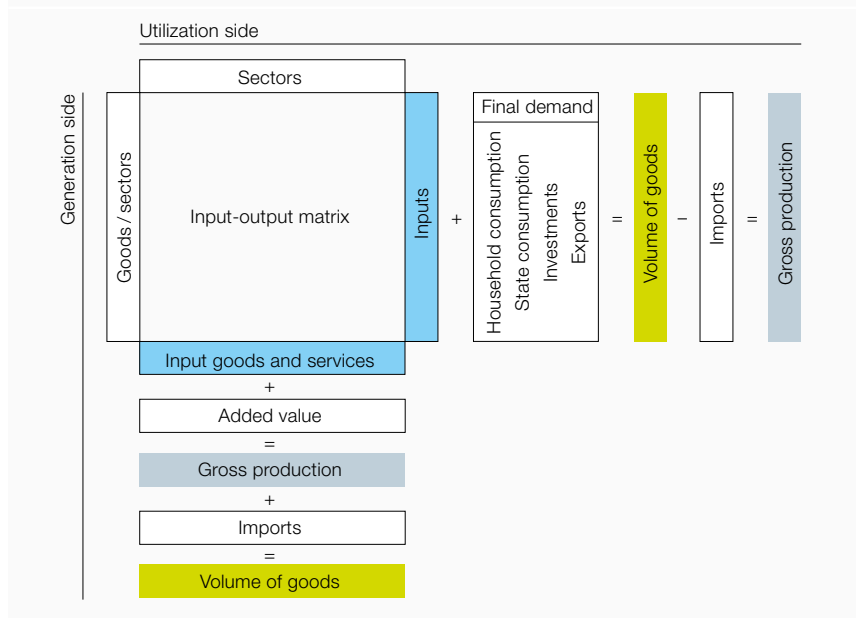 Utilization side
Generation side
Sectors
Goods / sectors
Input-output matrix
Inputs
+
Final demand
Household consumption
State consumption
Investments
Exports
=
Volume of goods
–
Imports
=
Gross production
Input goods and services
+
Added value
=
Gross production
+
Imports
=
Volume of goods